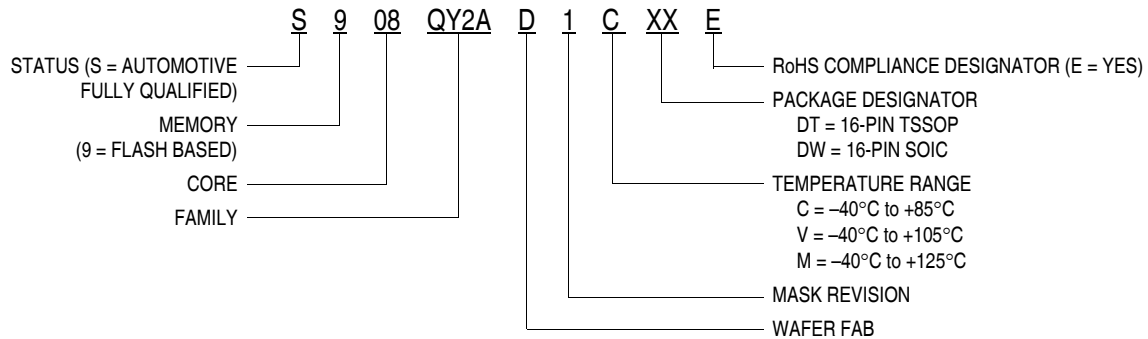 S 9 08 QY2A D 1 C XX E
STATUS (S = AUTOMOTIVE
FULLY QUALIFIED)
MEMORY
(9 = FLASH BASED)
CORE
FAMILY
RoHS COMPLIANCE DESIGNATOR (E = YES)
PACKAGE DESIGNATOR
DT = 16-PIN TSSOP
DW = 16-PIN SOIC
TEMPERATURE RANGE
C = –40°C to +85°C
V = –40°C to +105°C
M = –40°C to +125°C
MASK REVISION
WAFER FAB